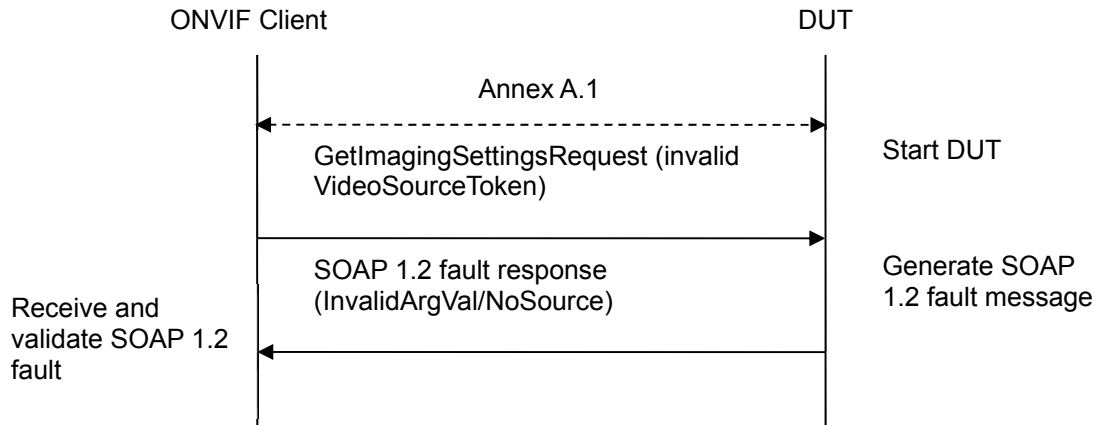 ONVIF Client
DUT
Annex A.1
Start DUT
GetImagingSettingsRequest (invalid
VideoSourceToken)
SOAP 1.2 fault response
(InvalidArgVal/NoSource)
Generate SOAP
1.2 fault message
Receive and
validate SOAP 1.2
fault